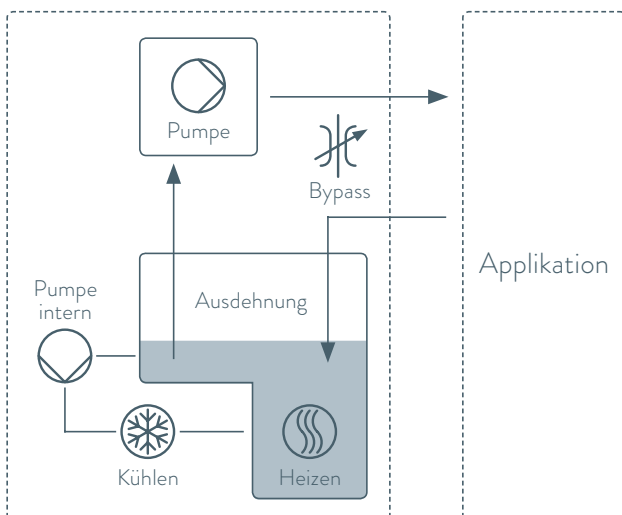 Pumpe
Bypass
Applikation
Ausdehnung
Pumpe
intern
Kühlen
Heizen